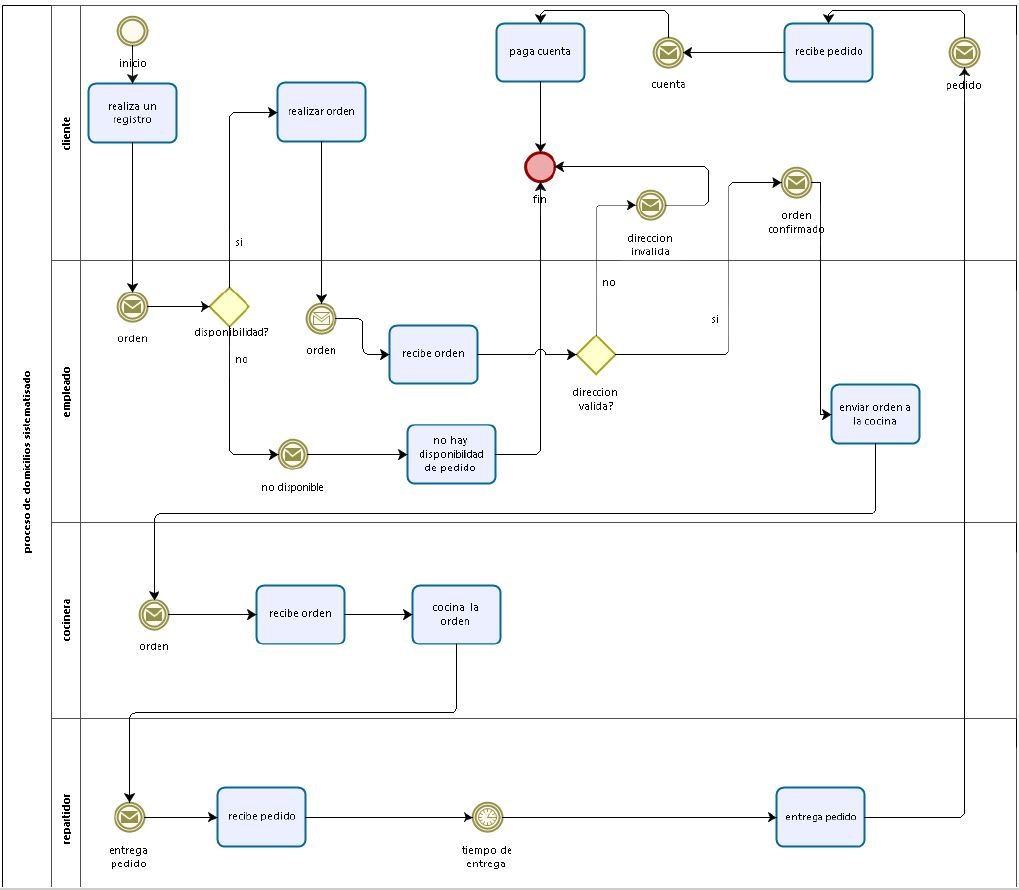 proceso de domicilios sistematisado
cliente
inicio
realiza un
registro
realizar orden
paga cuenta
cuenta
recibe pedido
pedido
fin
direccion
invalida
orden
confirmado
si
empleado
orden
disponibilidad?
no
orden
recibe orden
no
si
direccion
valida?
enviar orden a
la cocina
no disponible
no hay
disponibilidad
de pedido
cocinera
orden
recibe orden
cocina la
orden
repartidor
entrega
pedido
recibe pedido
tiempo de
entrega
entrega pedido